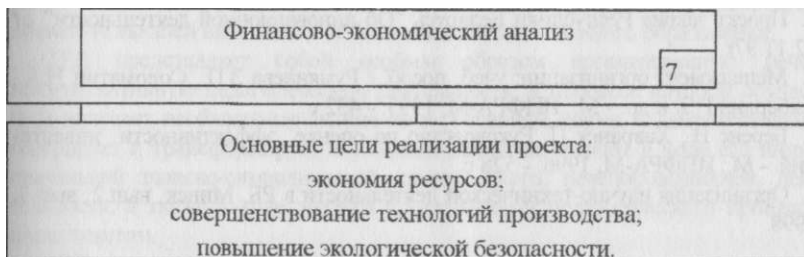 Финансово-экономический анализ
7
Основные цели реализации проекта:
экономия ресурсов;
совершенствование технологий производства;
повышение экологической безопасности.